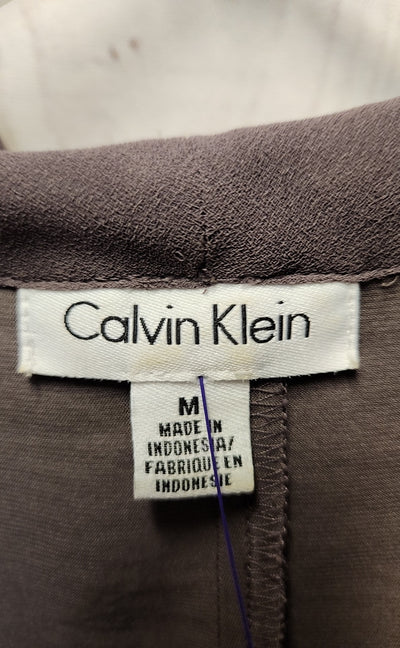 Calvin Klein
M
MADE IN
INDONESIA/
FABRIQUE EN
INDONESIE